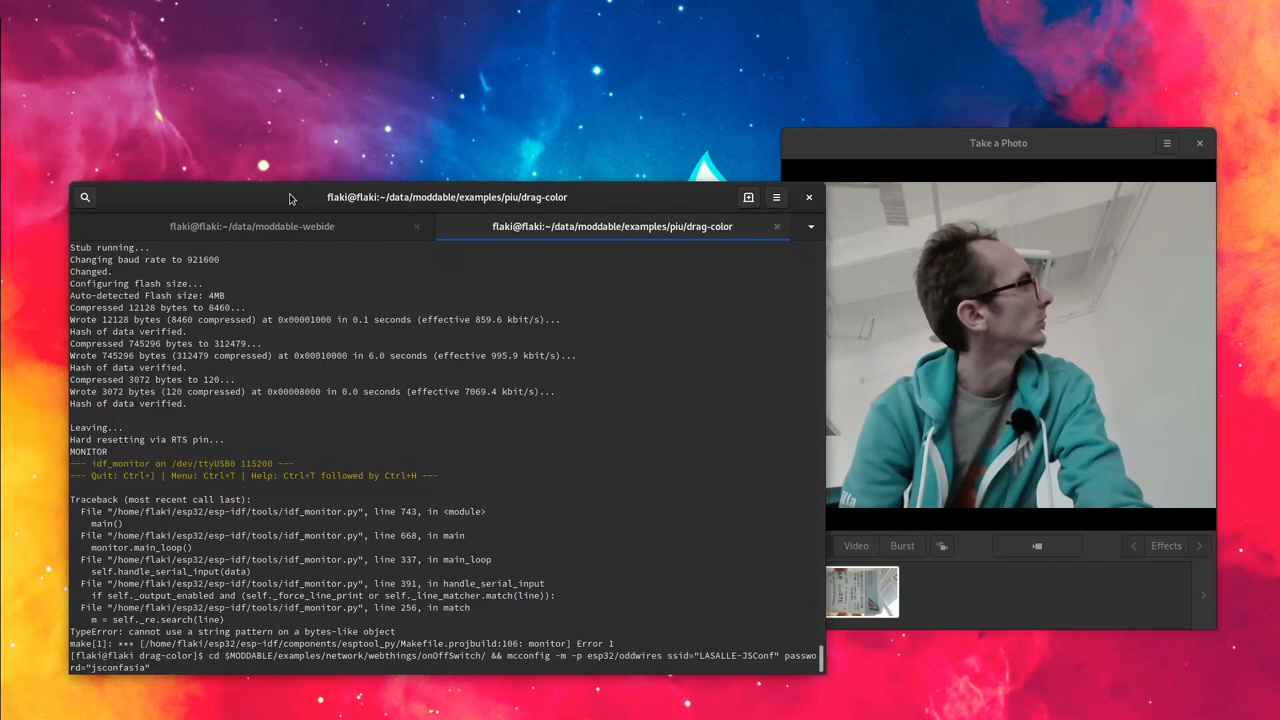 Take a Photo
flaki@flaki:~/data/moddable/examples/piu/drag-color
flaki@flaki:~/data/moddable-webide
flaki@flaki:~/data/moddable/examples/piu/drag-color
Stub running...
Changing baud rate to 921600
Changed.
Configuring flash size...
Auto-detected Flash size: 4MB
Compressed 12128 bytes to 8460...
Wrote 12128 bytes (8460 compressed) at 0x00001000 in 0.1 seconds (effective 859.6 kbit/s)...
Hash of data verified.
Compressed 745296 bytes to 312479...
Wrote 745296 bytes (312479 compressed) at 0x00010000 in 6.0 seconds (effective 995.9 kbit/s)...
Hash of data verified.
Compressed 3072 bytes to 120...
Wrote 3072 bytes (120 compressed) at 0x00008000 in 0.0 seconds (effective 7069.4 kbit/s)...
Hash of data verified.
Leaving...
Hard resetting via RTS pin...
MONITOR
--- idf_monitor on /dev/ttyUSB0 115200 ---
--- Quit: Ctrl+] | Menu: Ctrl+T | Help: Ctrl+T followed by Ctrl+H ---
Traceback (most recent call last):
File "/home/flaki/esp32/esp-idf/tools/idf_monitor.py", line 743, in <module>
main()
File "/home/flaki/esp32/esp-idf/tools/idf_monitor.py", line 668, in main
monitor.main_loop()
File "/home/flaki/esp32/esp-idf/tools/idf_monitor.py", line 337, in main_loop
self.handle_serial_input(data)
File "/home/flaki/esp32/esp-idf/tools/idf_monitor.py", line 391, in handle_serial_input
if self._output_enabled and (self._force_line_print or self._line_matcher.match(line)):
File "/home/flaki/esp32/esp-idf/tools/idf_monitor.py", line 256, in match
m = self._re.search(line)
TypeError: cannot use a string pattern on a bytes-like object
make[1]: *** [/home/flaki/esp32/esp-idf/components/esptool_py/Makefile.projbuild:106: monitor] Error 1
[flaki@flaki drag-color]$ cd $MODDABLE/examples/network/webthings/onOffSwitch/ && mcconfig -m -p esp32/oddwires ssid="LASALLE-JSConf" passwo
rd="jsconfasia"
illa
Video
Burst
Effects